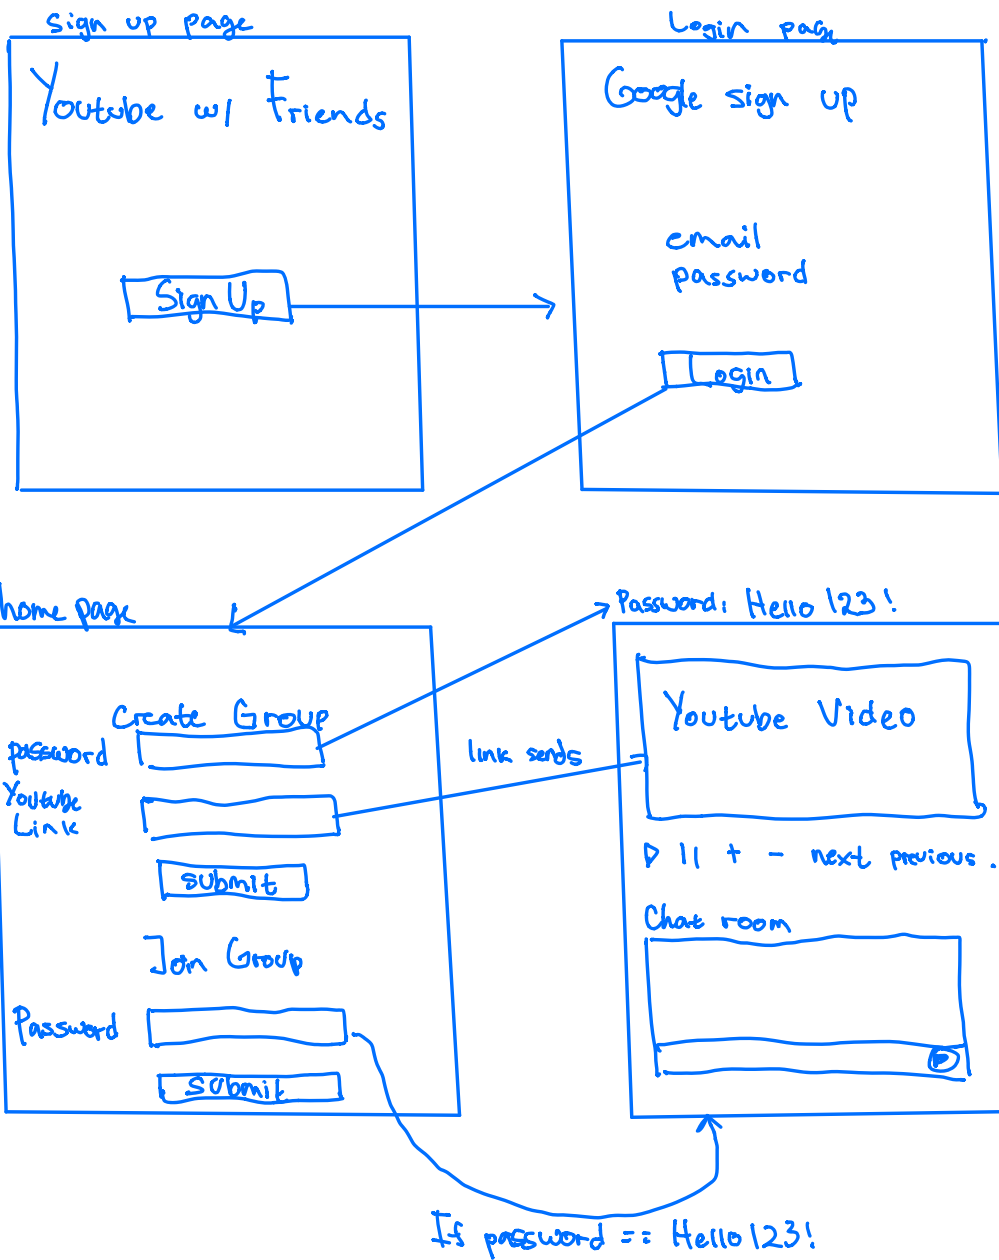 Sign up page
Youtube w/ Friends
Sign Up
Login page
Google sign up
email
password
Login
home page
Create Group
password
Youtube
Link
submit
Join Group
Password
submit
link sends
Password: Hello123!
Youtube Video
+ - next previous.
Chat room
If password == Hello123!